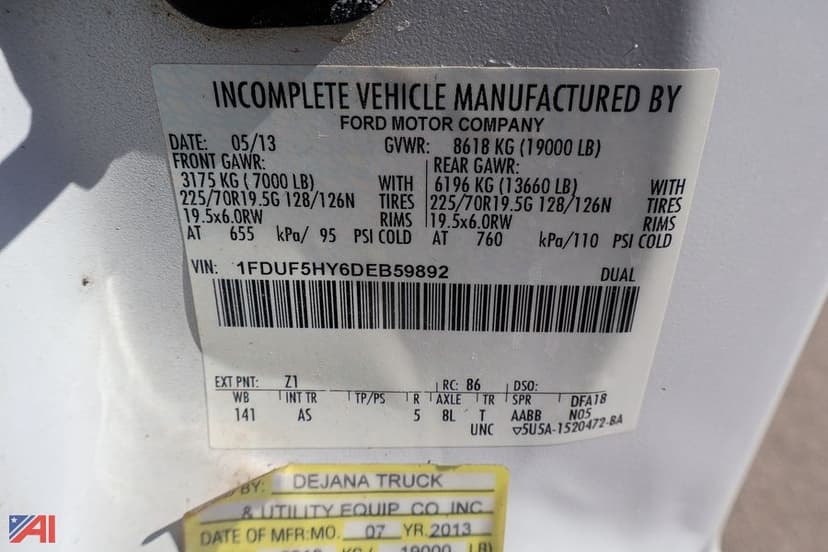 INCOMPLETE VEHICLE MANUFACTURED BY
FORD MOTOR COMPANY
DATE: 05/13 GVWR: 8618 KG (19000 LB)
FRONT GAWR: REAR GAWR:
3175 KG (7000 LB) WITH 6196 KG (13660 LB) WITH
225/70R19.5G 128/126N TIRES 225/70R19.5G 128/126N TIRES
19.5x6.0RW RIMS 19.5x6.0RW RIMS
AT 655 kPa/ 95 PSI COLD AT 760 kPa/110 PSI COLD
VIN: 1FDUF5HY6DEB59892 DUAL
EXT PNT: Z1 RC: 86 DSO:
WB INT TR TP/PS R AXLE TR SPR DFA18
141 AS 5 8L T AABB N05
UNC ▽5U5A-1520472-BA
D BY: DEJANA TRUCK
& UTILITY EQUIP. CO., INC.
DATE OF MFR: MO. 07 YR. 2013
KG ( 19000 LB)
AI